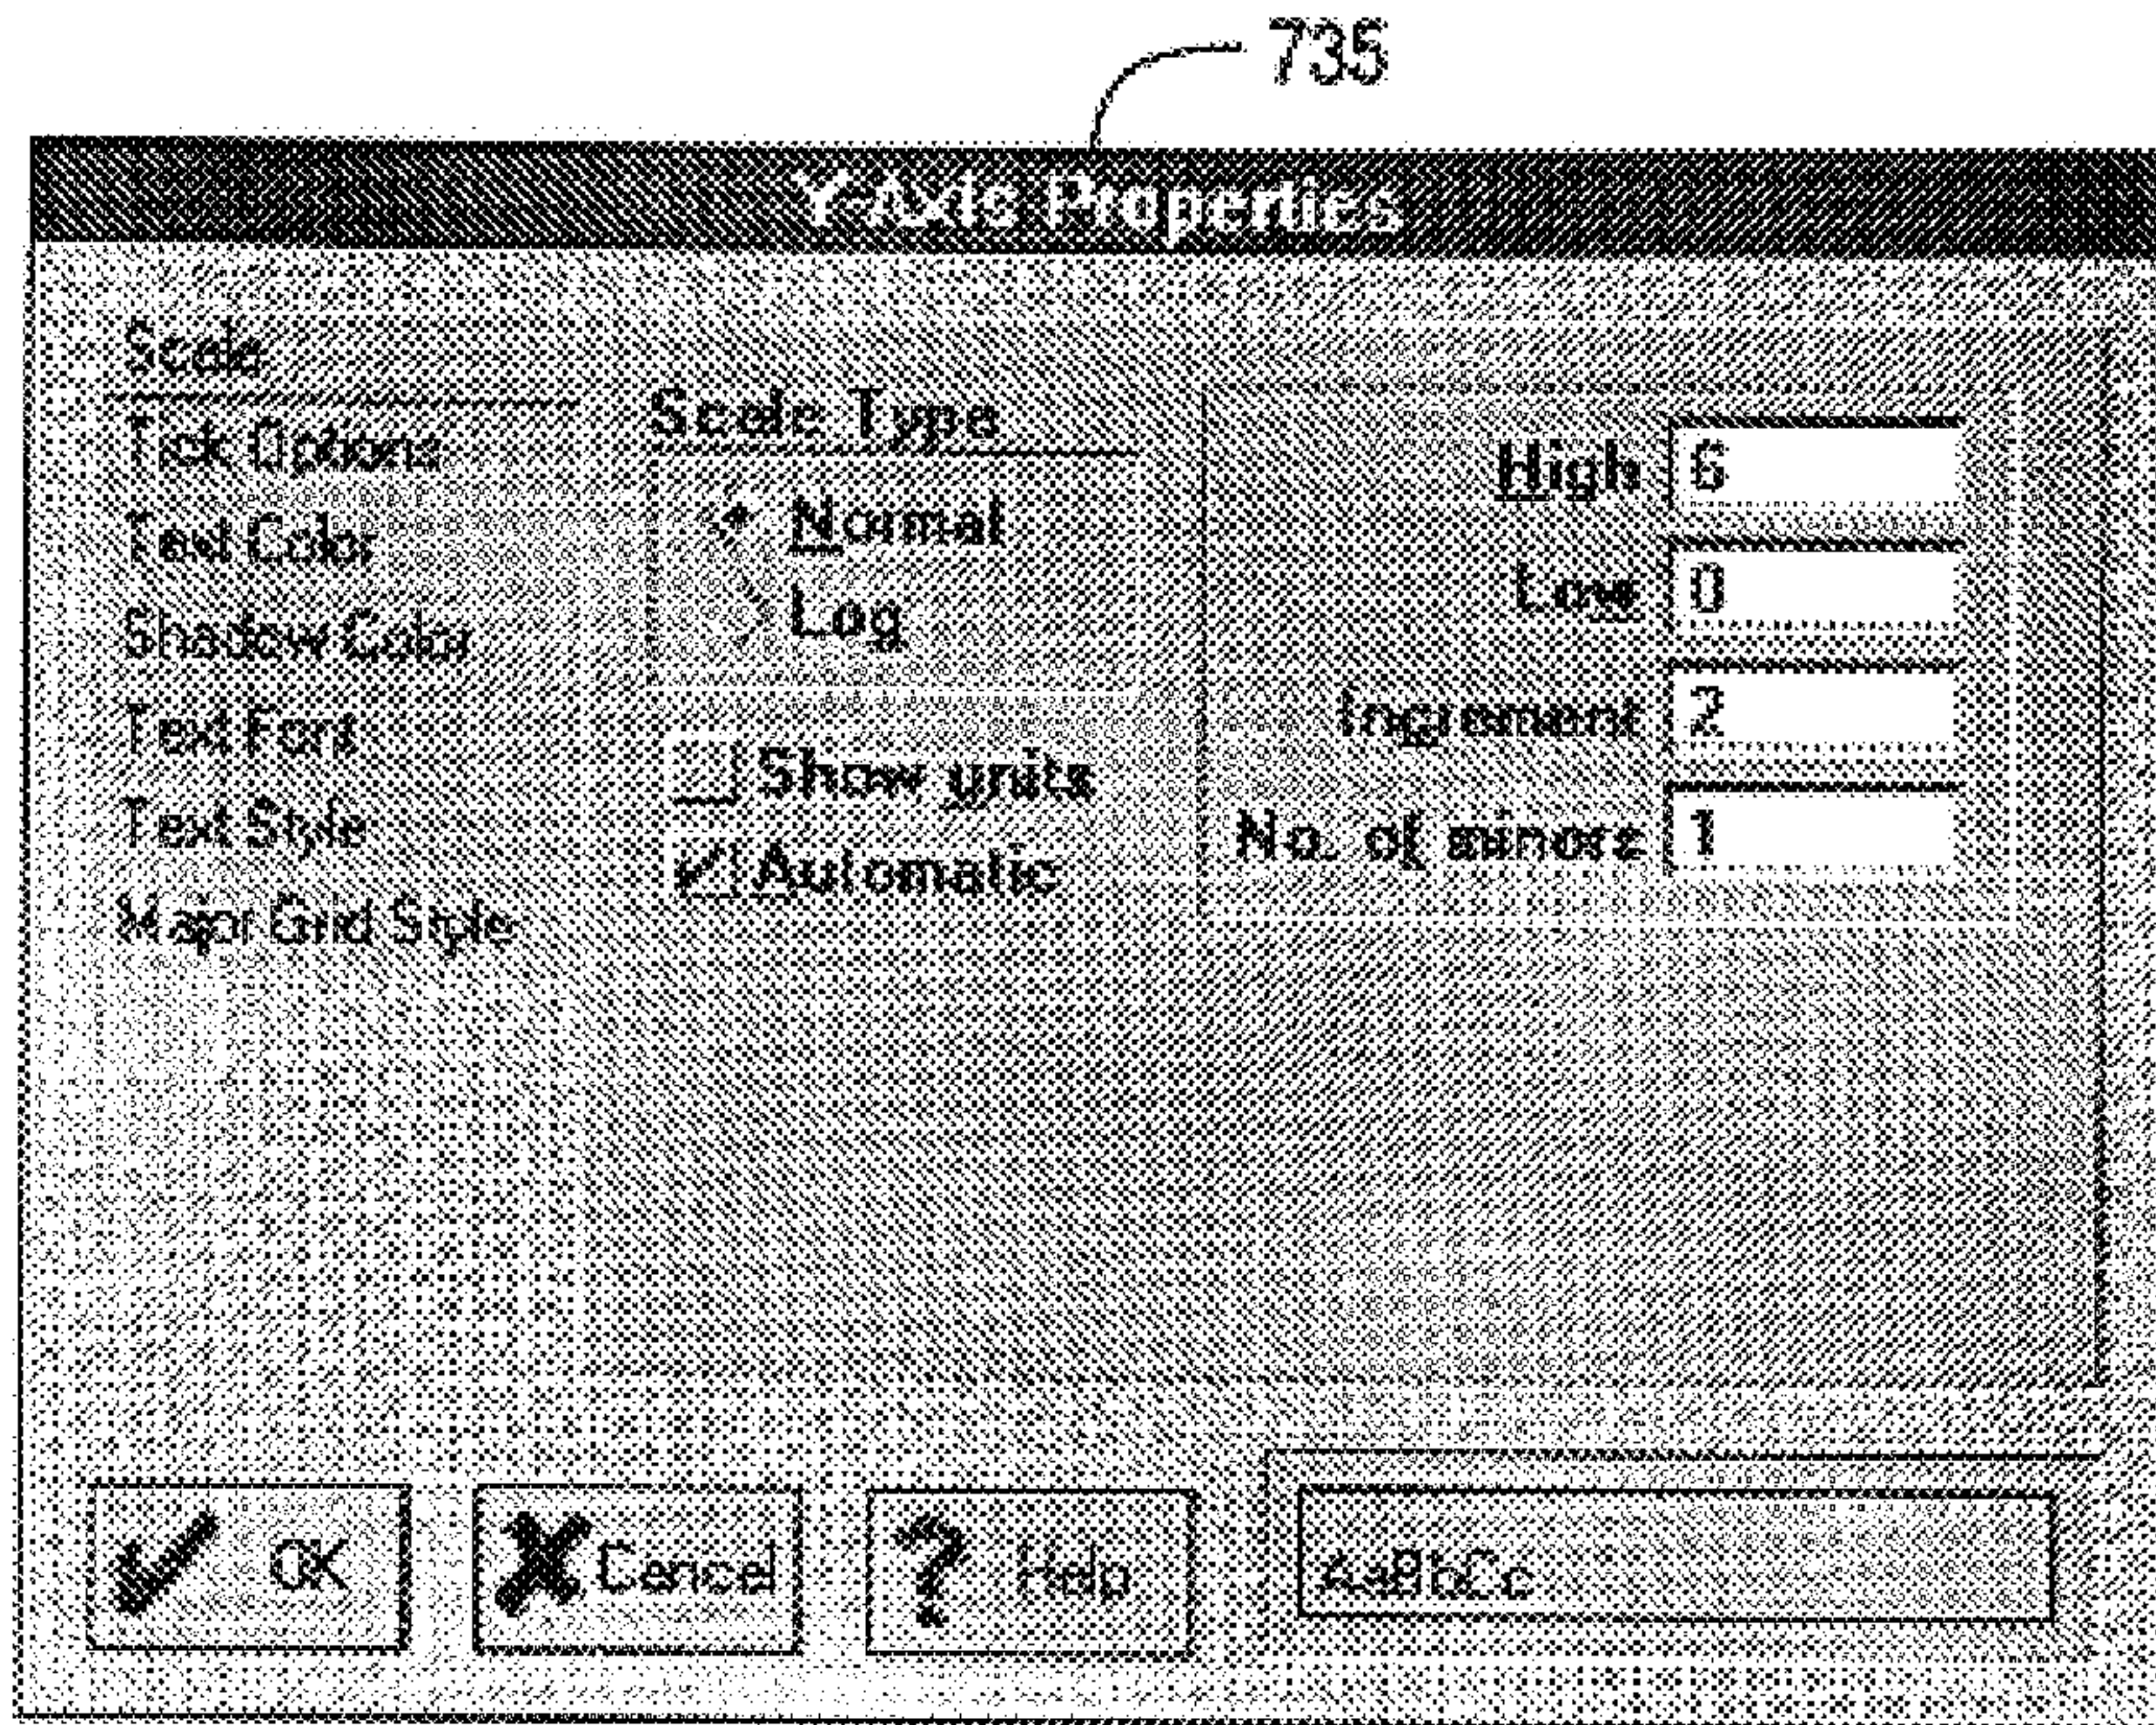 735
Y-Axis Properties
Scale
Tick Options
Text Color
Shadow Color
Text Font
Text Style
Major Grid Style
Scale Type
Normal
Log
Show units
Automatic
High 6
Low 0
Increment 2
No. of minors 1
OK
Cancel
Help
AaBbCc